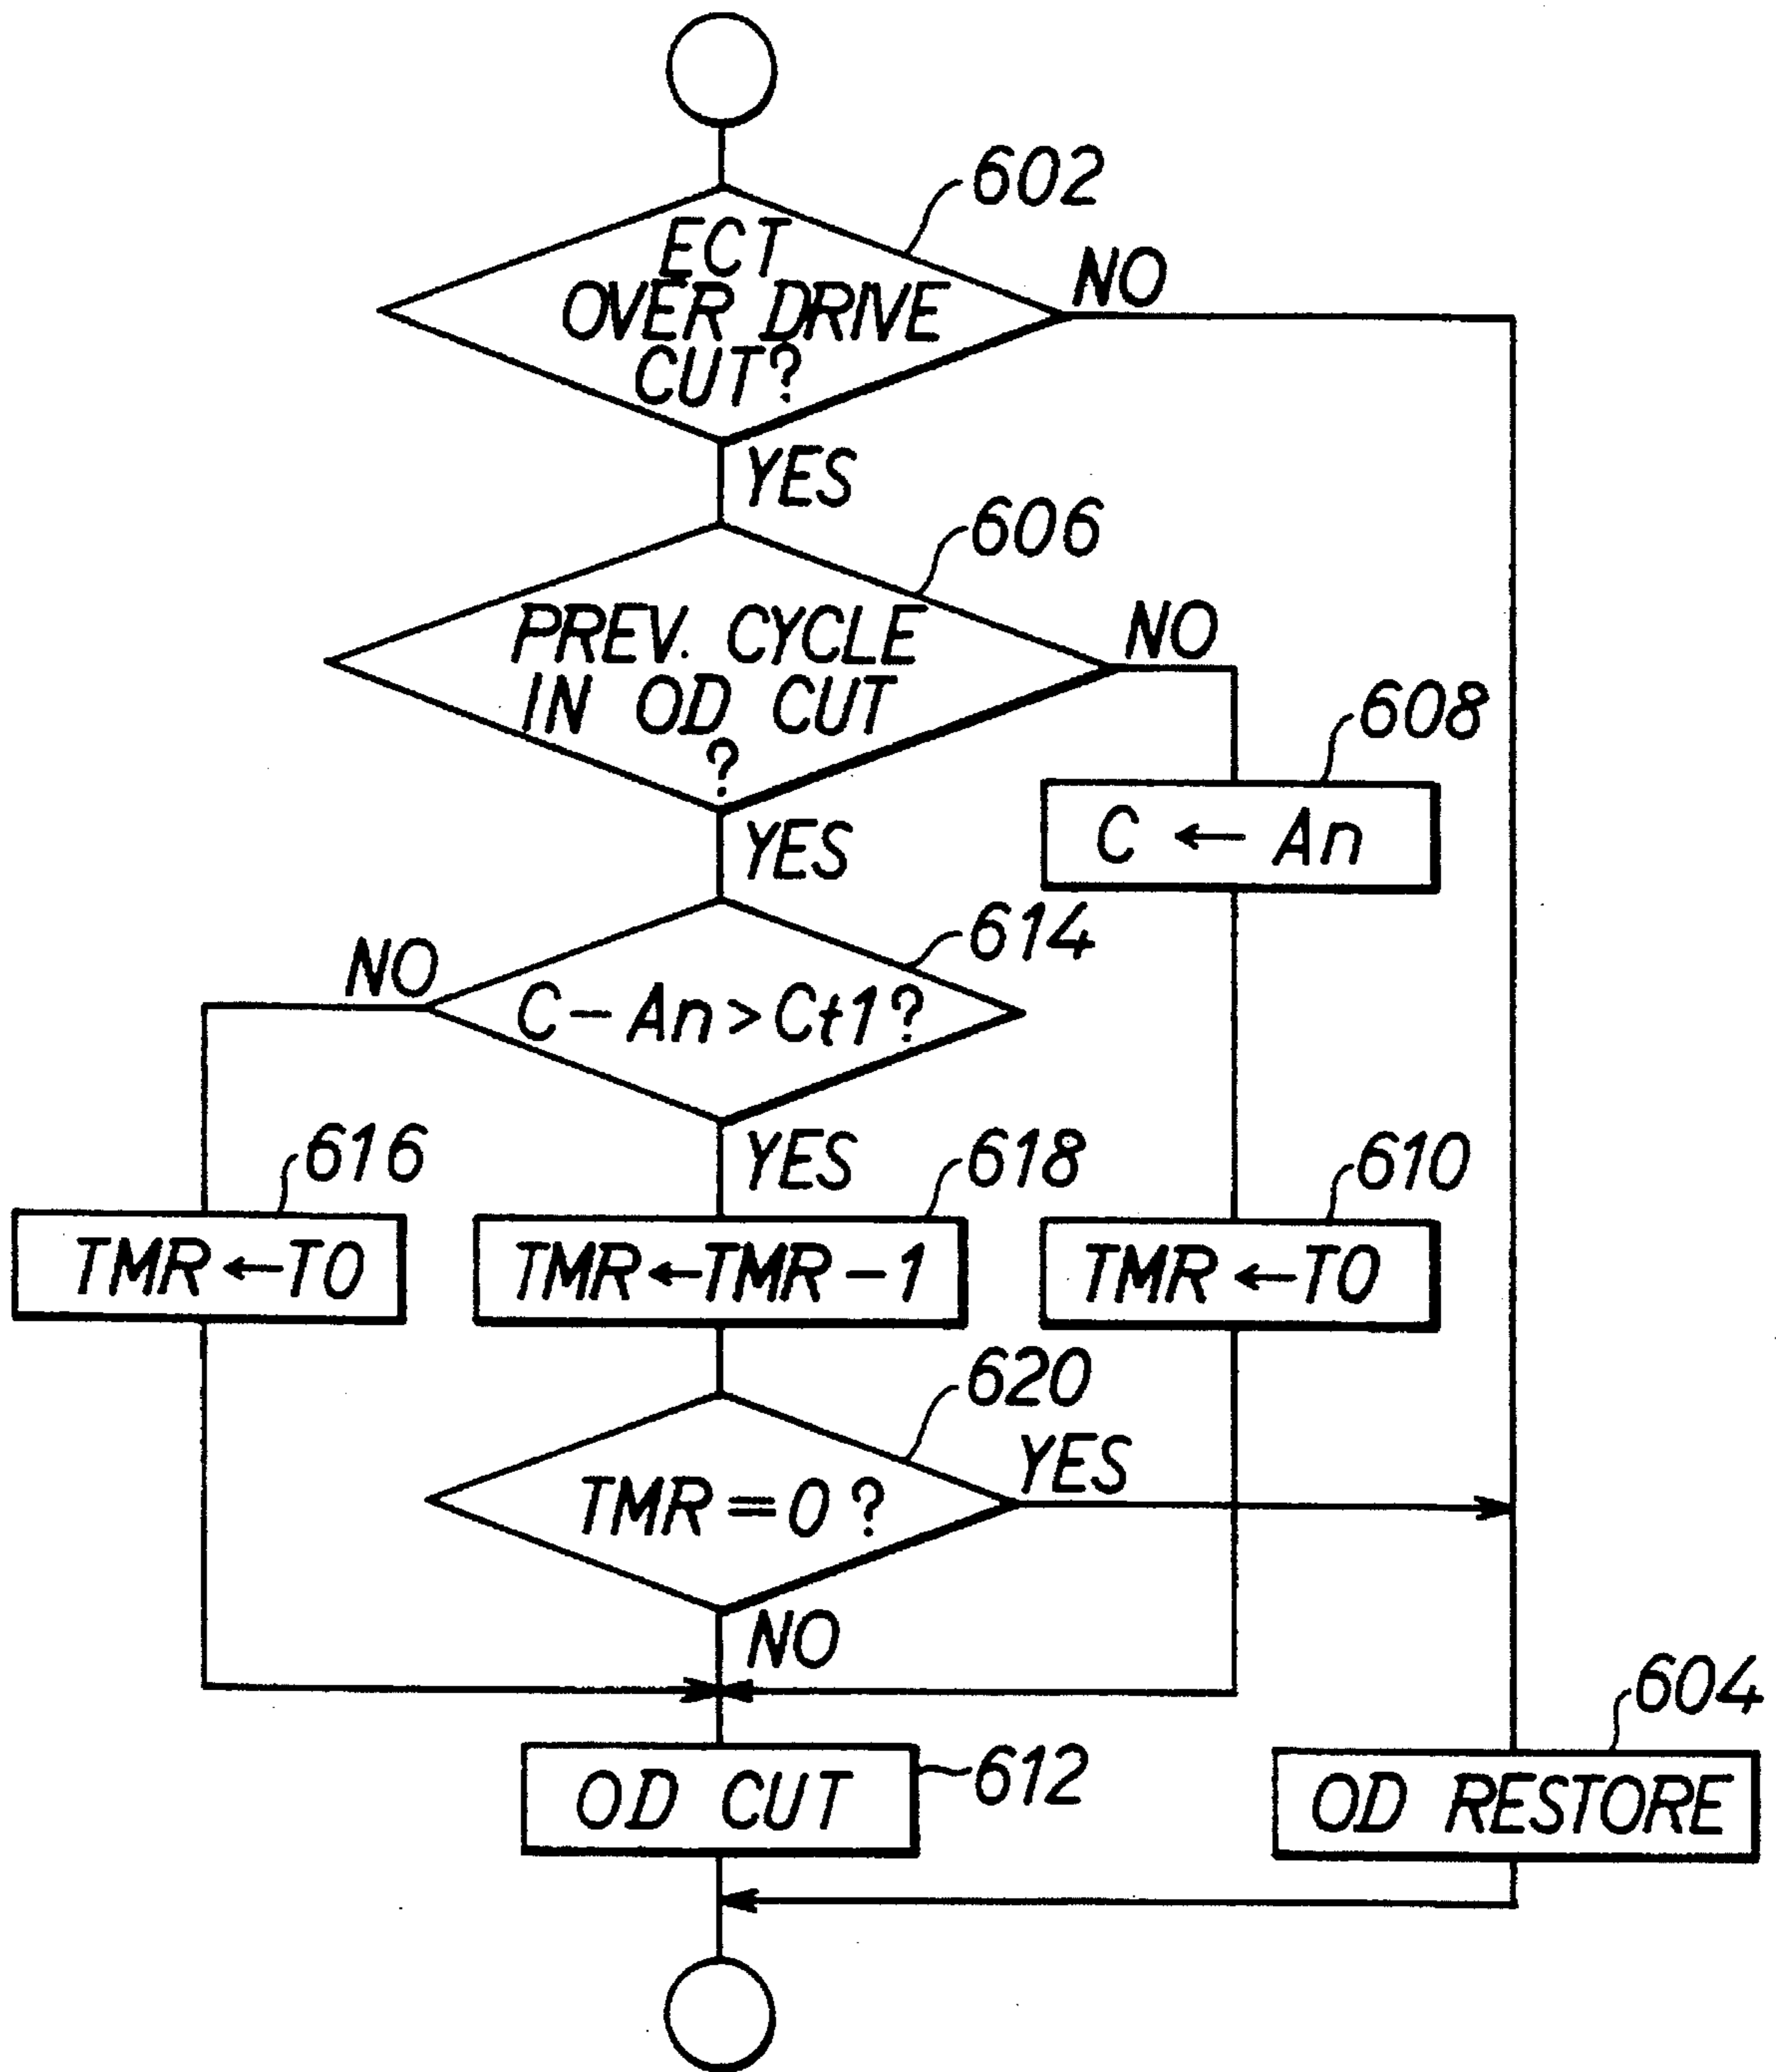 602
ECT
OVER DRIVE
CUT?
NO
YES
606
PREV. CYCLE
IN OD CUT
?
NO
YES
608
C ← An
614
NO
C-An>Ct1?
YES
616
TMR←T0
618
TMR←TMR-1
610
TMR←T0
620
TMR=0?
YES
NO
612
OD CUT
604
OD RESTORE